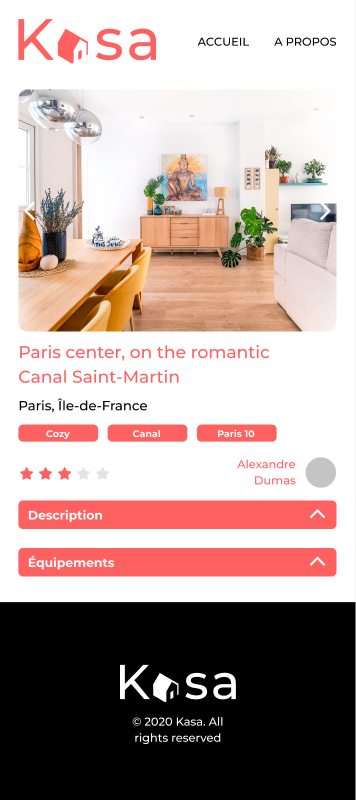 Kasa
ACCUEIL A PROPOS
Paris center, on the romantic
Canal Saint-Martin
Paris, Île-de-France
Cozy Canal Paris 10
Alexandre
Dumas
Description
Équipements
Kasa
© 2020 Kasa. All
rights reserved